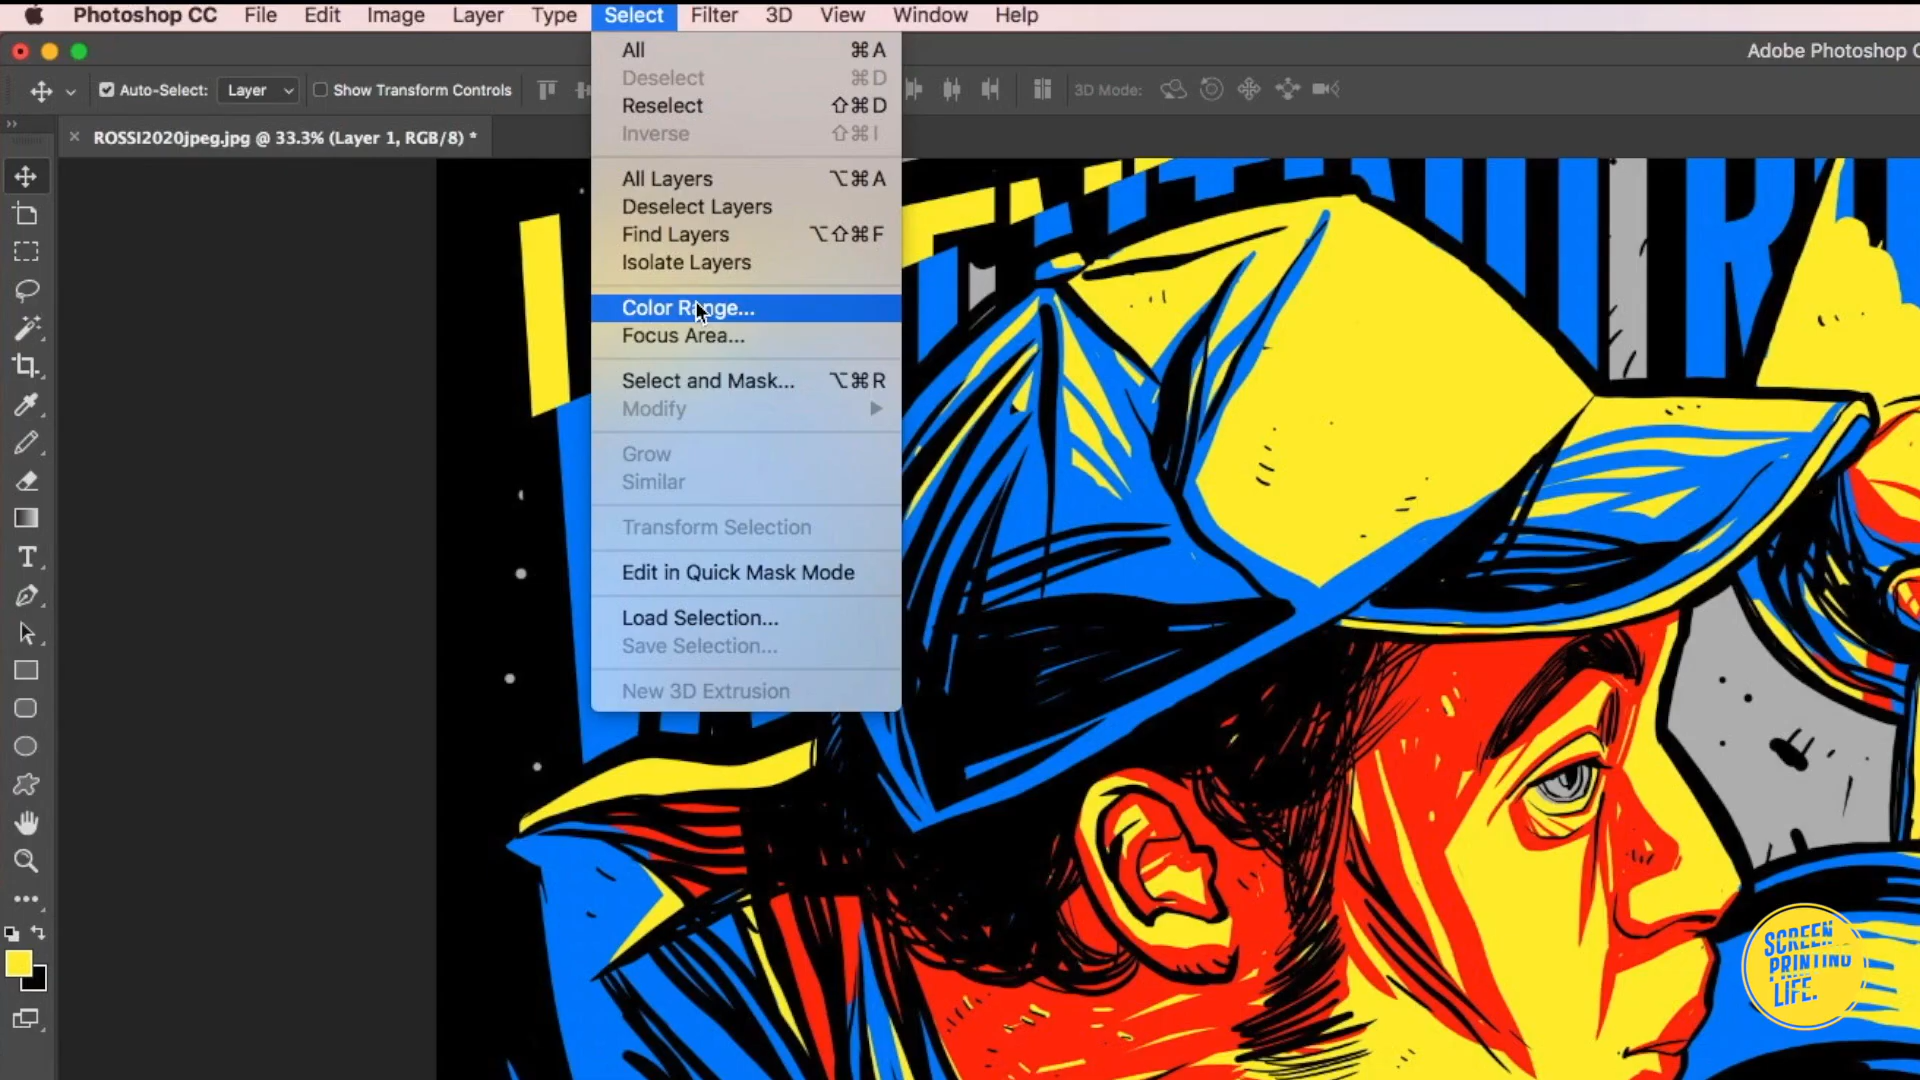 Photoshop CC File Edit Image Layer Type Select Filter 3D View Window Help
Adobe Photoshop C
Auto-Select: Layer Show Transform Controls 3D Mode:
ROSSI2020jpeg.jpg @ 33.3% (Layer 1, RGB/8) *
All ⌘A
Deselect ⌘D
Reselect ⇧⌘D
Inverse ⇧⌘I
All Layers ⌥⌘A
Deselect Layers
Find Layers ⌥⇧⌘F
Isolate Layers
Color Range...
Focus Area...
Select and Mask... ⌥⌘R
Modify
Grow
Similar
Transform Selection
Edit in Quick Mask Mode
Load Selection...
Save Selection...
New 3D Extrusion
SCREEN
PRINTING
LIFE.